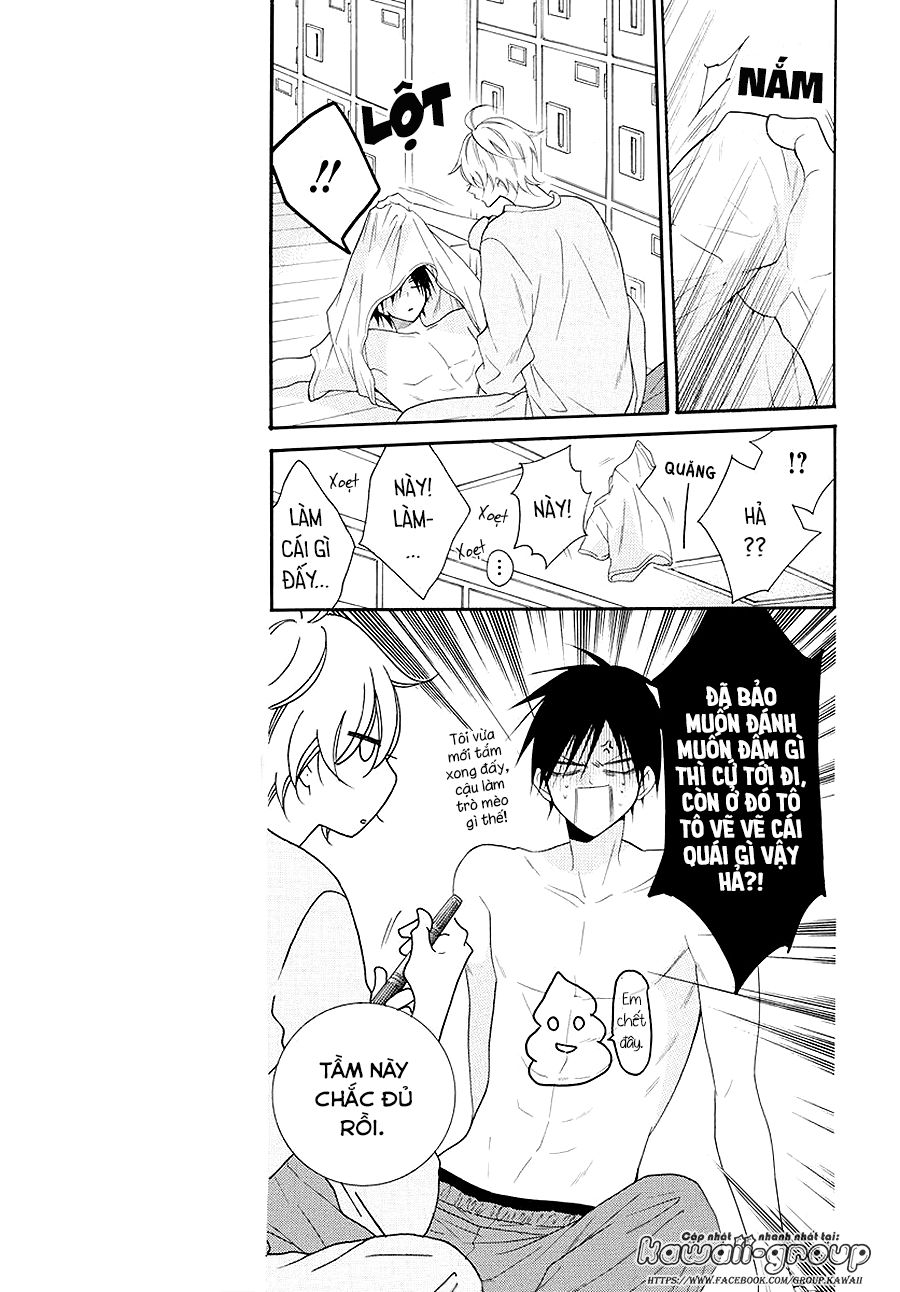 NẮM
LỘT
!!
!?
HẢ
??
QUĂNG
NÀY!
Xoẹt
Xoẹt
NÀY!
LÀM-
...
Xoẹt
LÀM
CÁI GÌ
ĐẤY...
ĐÃ BẢO
MUỐN ĐÁNH
MUỐN ĐẤM GÌ
THÌ CỨ TỚI ĐI,
CÒN Ở ĐÓ TÔ
TÔ VẼ VẼ CÁI
QUÁI GÌ VẬY
HẢ?!
Tôi vừa
mới tắm
xong đấy,
cậu làm
trò mèo
gì thế!
Em
chết
đây.
TẦM NÀY
CHẮC ĐỦ
RỒI.
Cập nhật nhanh nhất tại:
kawaii-group
HTTPS://WWW.FACEBOOK.COM/GROUP.KAWAII